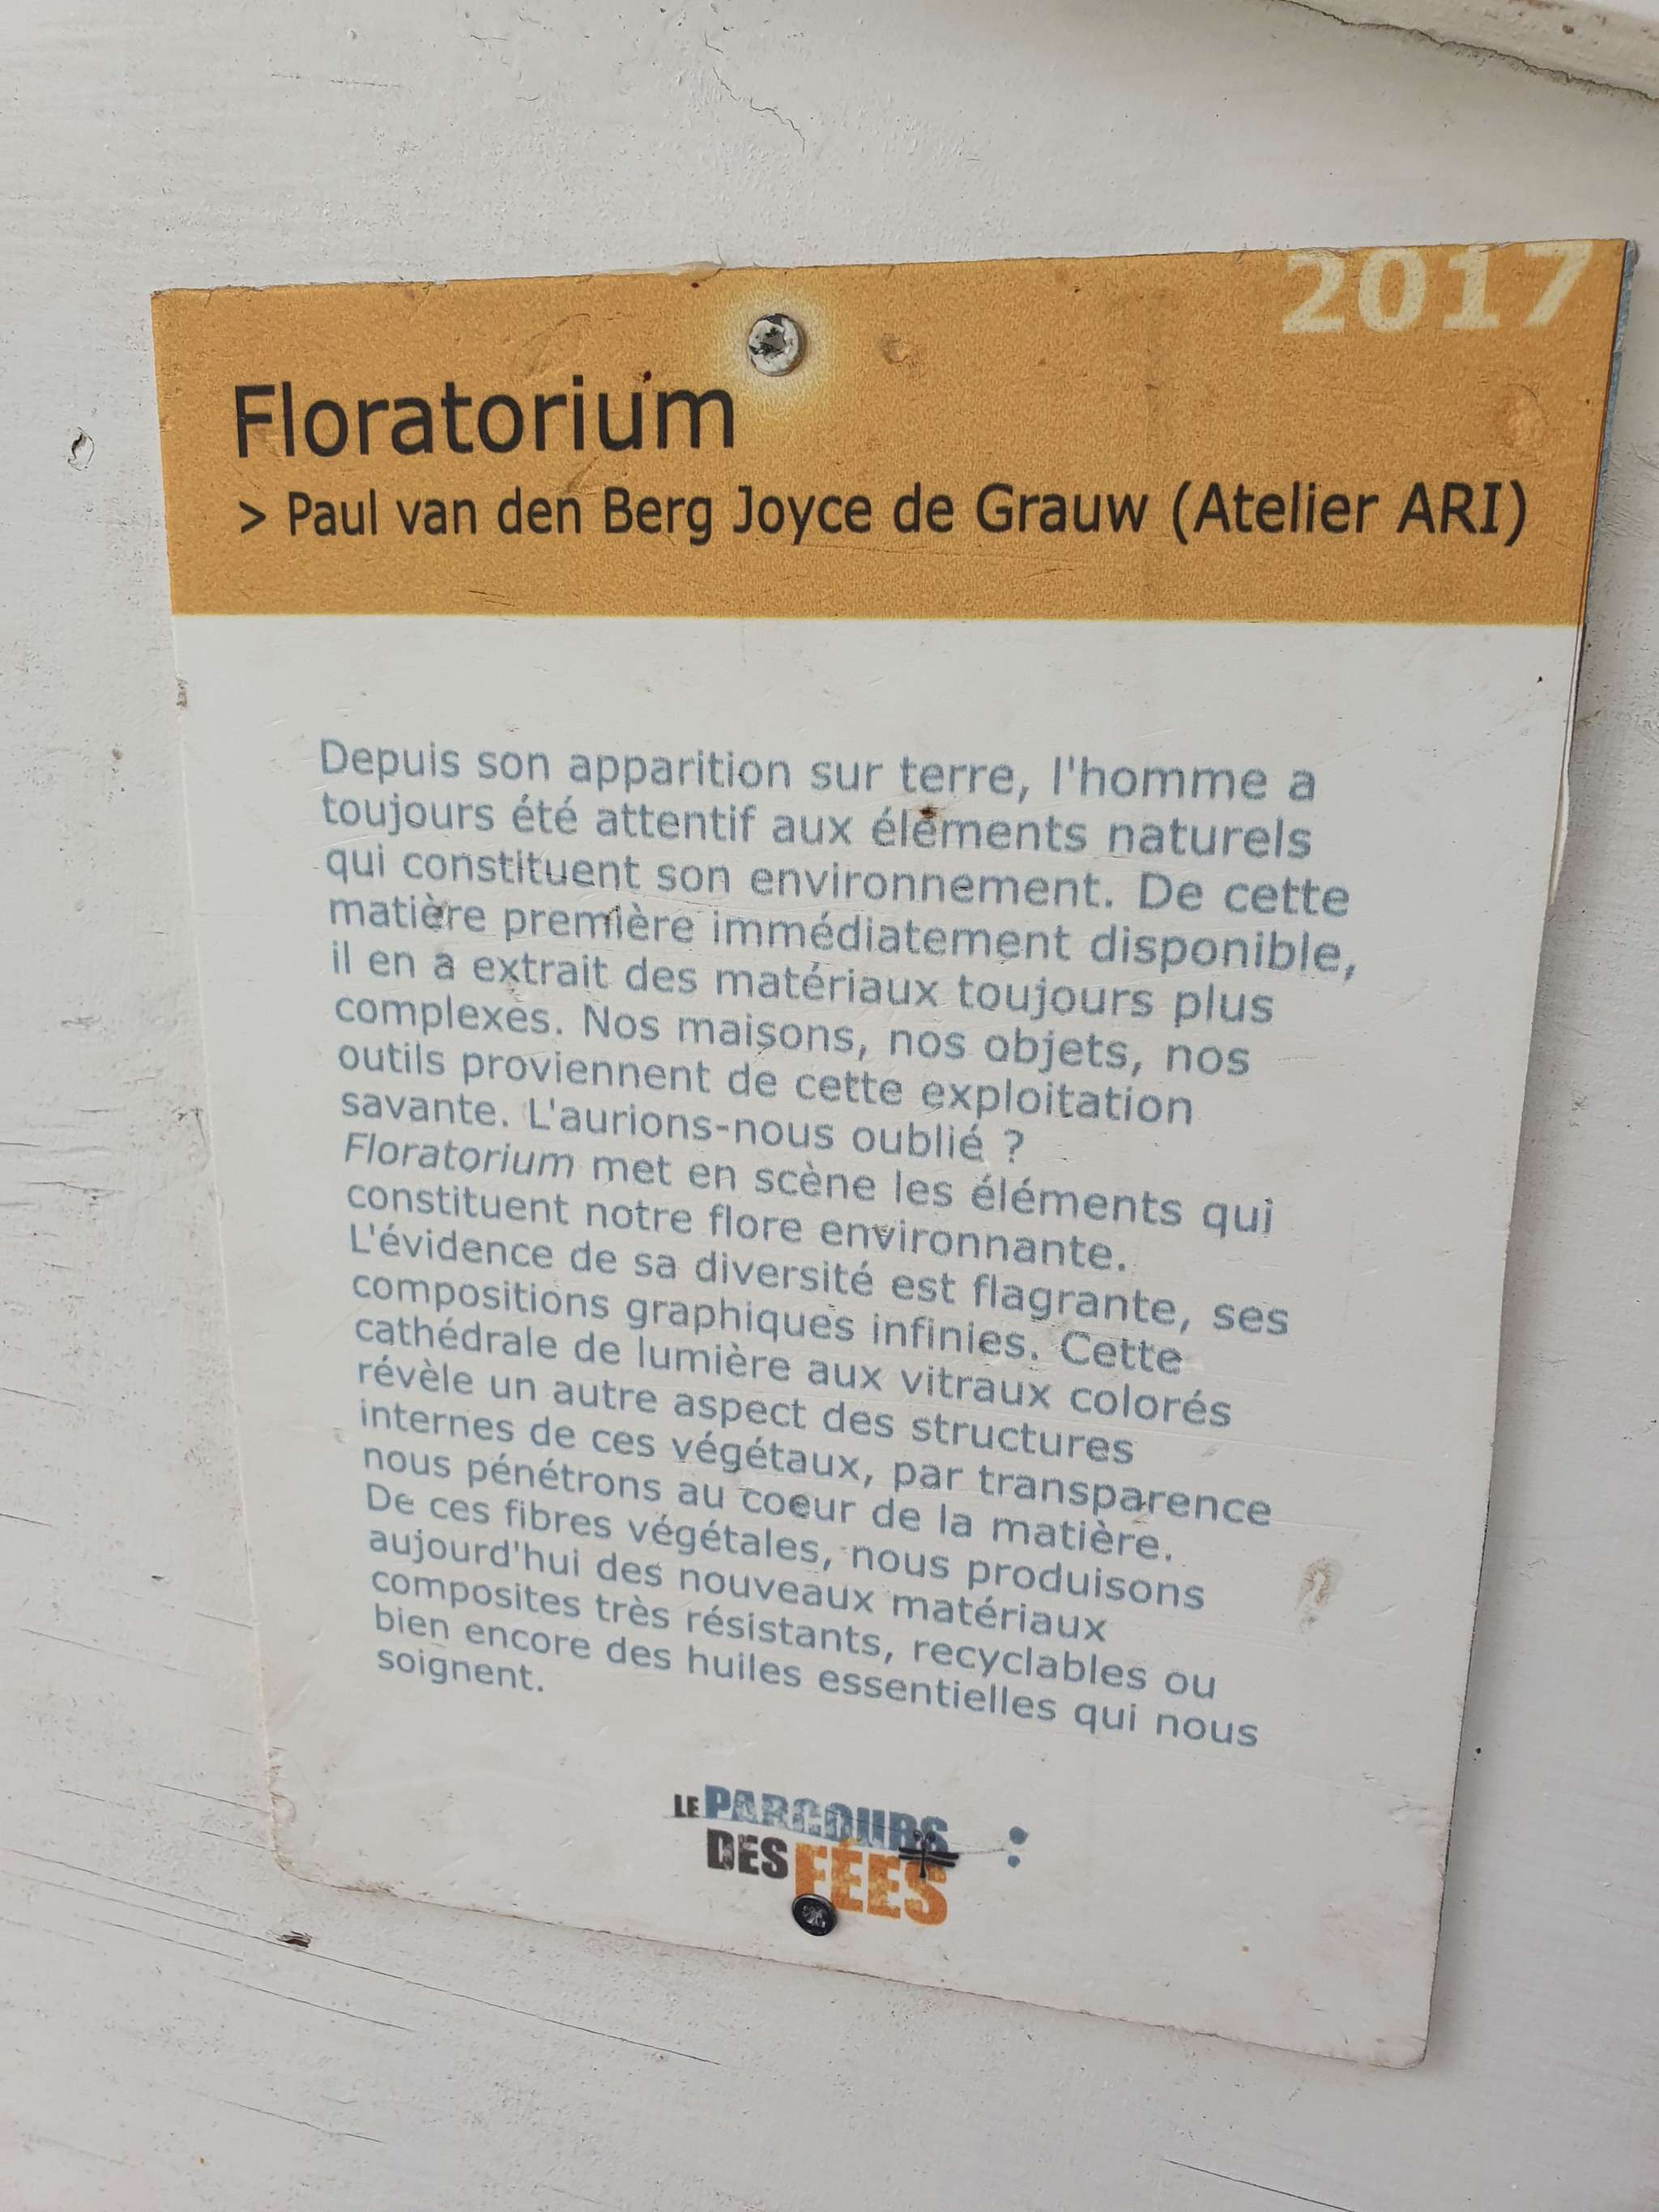 2017
Floratorium
> Paul van den Berg Joyce de Grauw (Atelier ARI)
Depuis son apparition sur terre, l'homme a
toujours été attentif aux éléments naturels
qui constituent son environnement. De cette
matière première immédiatement disponible,
il en a extrait des matériaux toujours plus
complexes. Nos maisons, nos objets, nos
outils proviennent de cette exploitation
savante. L'aurions-nous oublié ?
Floratorium met en scène les éléments qui
constituent notre flore environnante.
L'évidence de sa diversité est flagrante, ses
compositions graphiques infinies. Cette
cathédrale de lumière aux vitraux colorés
révèle un autre aspect des structures
internes de ces végétaux, par transparence
nous pénétrons au coeur de la matière.
De ces fibres végétales, nous produisons
aujourd'hui des nouveaux matériaux
composites très résistants, recyclables ou
bien encore des huiles essentielles qui nous
soignent.
LE PARCOURS
DES FÉES